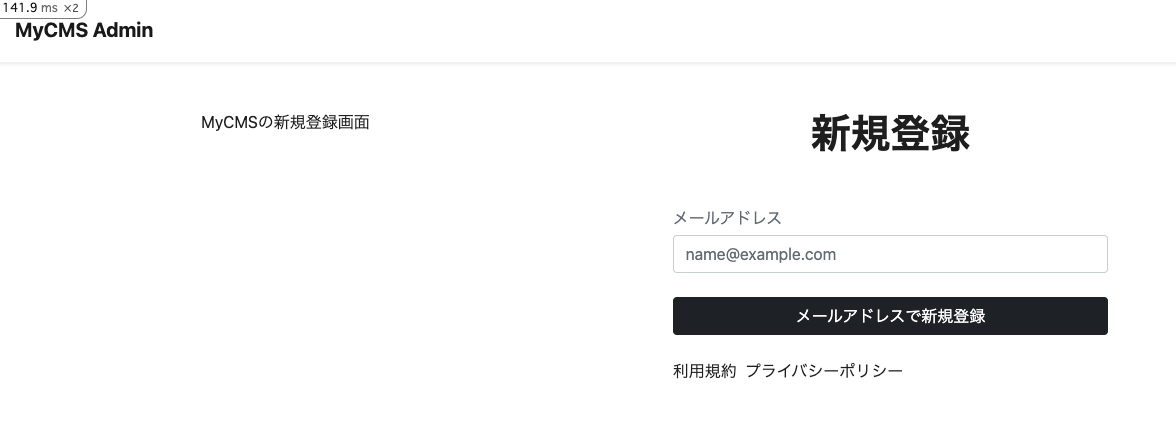 141.9 ms ×2
MyCMS Admin
MyCMSの新規登録画面
新規登録
メールアドレス
name@example.com
メールアドレスで新規登録
利用規約 プライバシーポリシー